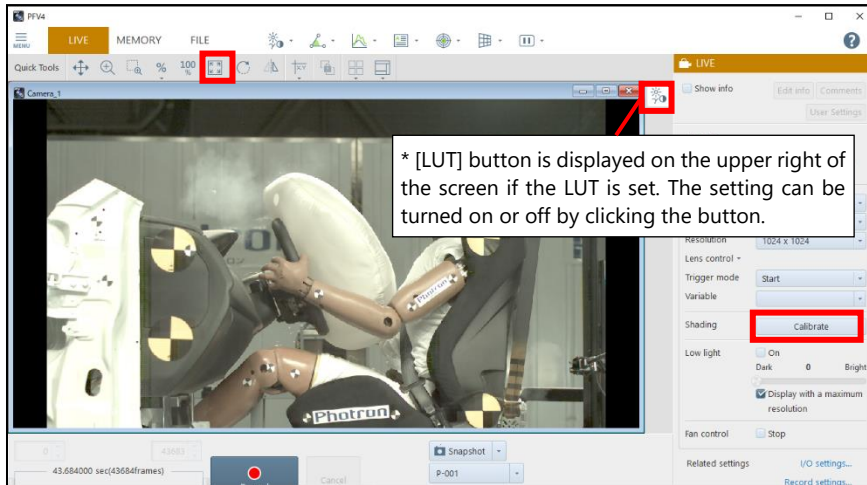 PFV4
MENU
LIVE
MEMORY
FILE
Quick Tools
%
100
%
LIVE
Camera_1
Show info
Edit info
Comments
User Settings
* [LUT] button is displayed on the upper right of
the screen if the LUT is set. The setting can be
turned on or off by clicking the button.
Resolution
1024 x 1024
Lens control
Trigger mode
Start
Variable
Shading
Calibrate
Low light
On
Dark 0 Bright
Display with a maximum
resolution
Fan control
Stop
Photron
Photron
0
43683
Snapshot
43.684000 sec(43684frames)
Cancel
P-001
Related settings
I/O settings...
Record settings...